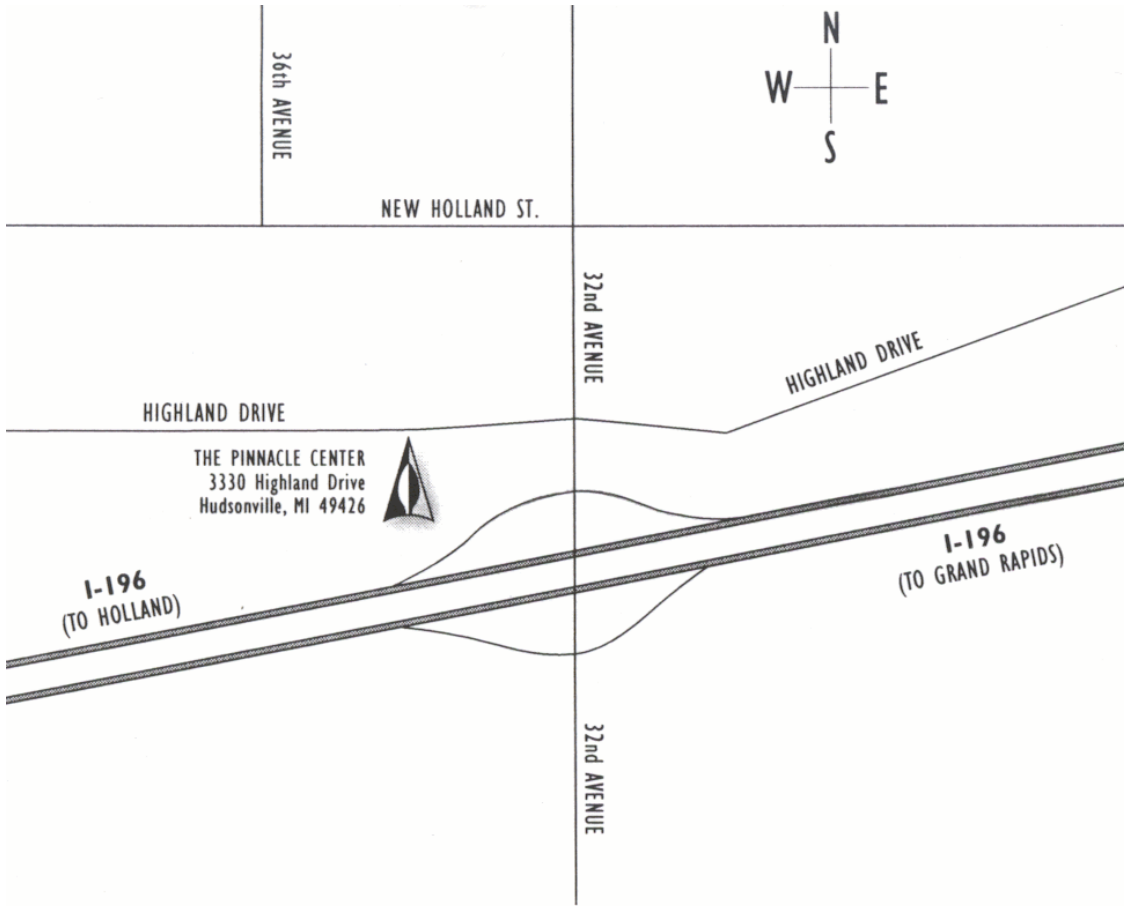 N
W E
S
36th AVENUE
NEW HOLLAND ST.
32nd AVENUE
HIGHLAND DRIVE
HIGHLAND DRIVE
THE PINNACLE CENTER
3330 Highland Drive
Hudsonville, MI 49426
I-196
(TO GRAND RAPIDS)
I-196
(TO HOLLAND)
32nd AVENUE